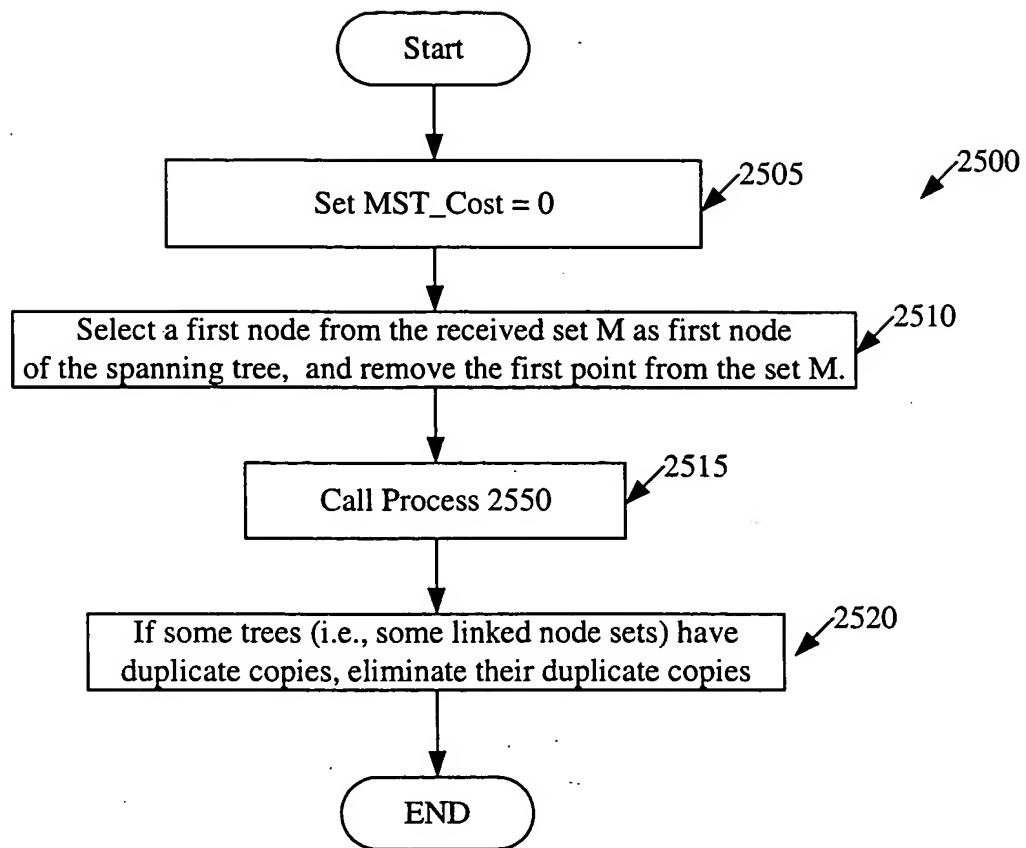 Start
Set MST_Cost = 0
2505
2500
Select a first node from the received set M as first node
of the spanning tree, and remove the first point from the set M.
2510
Call Process 2550
2515
If some trees (i.e., some linked node sets) have
duplicate copies, eliminate their duplicate copies
2520
END